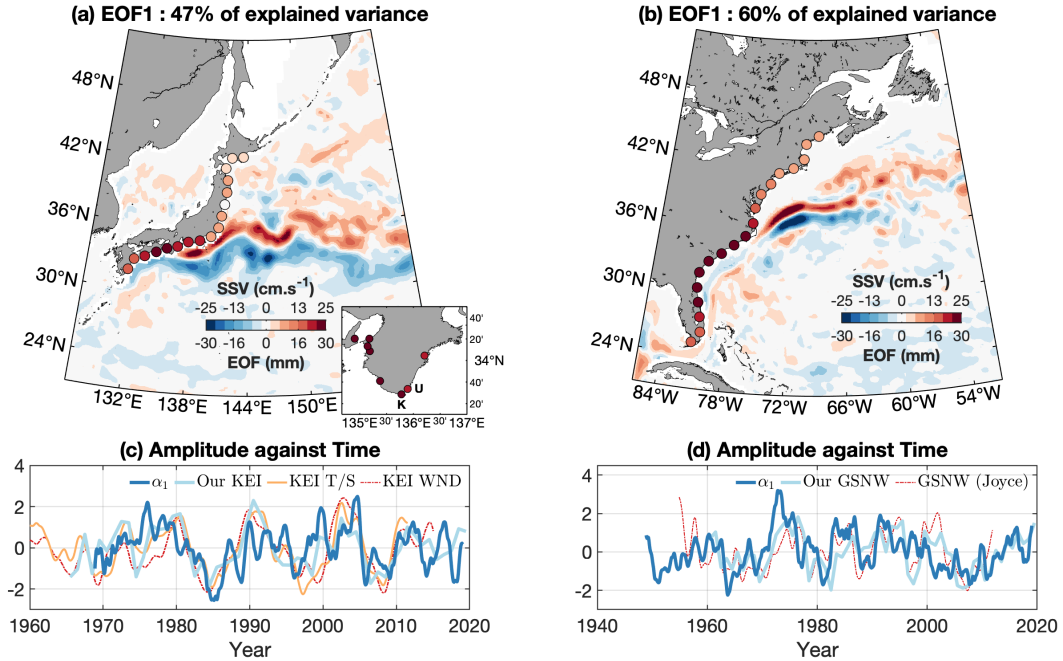 (a) EOF1 : 47% of explained variance
48°N
42°N
36°N
30°N
24°N
132°E
138°E
144°E
150°E
SSV (cm.s⁻¹)
-25 -13 0 13 25
-30 -16 0 16 30
EOF (mm)
40'
20'
34°N
40'
20'
U
K
135°E 30' 136°E 30' 137°E
(b) EOF1 : 60% of explained variance
48°N
42°N
36°N
30°N
24°N
84°W
78°W
72°W
66°W
60°W
54°W
SSV (cm.s⁻¹)
-25 -13 0 13 25
-30 -16 0 16 30
EOF (mm)
(c) Amplitude against Time
α₁ Our KEI KEI T/S KEI WND
4
2
0
-2
1960 1970 1980 1990 2000 2010 2020
Year
(d) Amplitude against Time
α₁ Our GSNW GSNW (Joyce)
4
2
0
-2
1940 1960 1980 2000 2020
Year